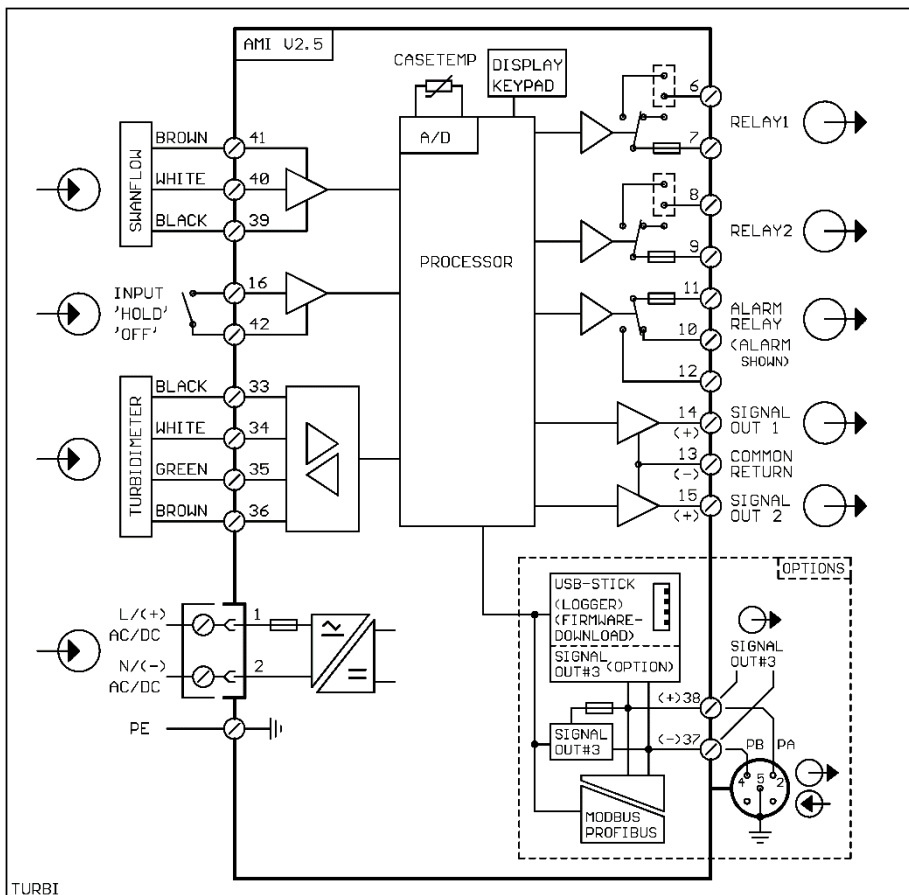 AMI V2.5
CASETEMP
DISPLAY
KEYPAD
A/D
PROCESSOR
SWANFLOW
BROWN 41
WHITE 40
BLACK 39
INPUT
'HOLD'
'OFF'
16
42
TURBIDIMETER
BLACK 33
WHITE 34
GREEN 35
BROWN 36
L/(+)
AC/DC
1
N/(-)
AC/DC
2
PE
6
RELAY1
7
8
RELAY2
9
11
ALARM
RELAY
10
(ALARM
SHOWN)
12
14
(+)
SIGNAL
OUT 1
13
(-)
COMMON
RETURN
15
(+)
SIGNAL
OUT 2
OPTIONS
USB-STICK
(LOGGER)
(FIRMWARE-
DOWNLOAD)
SIGNAL
OUT#3 (OPTION)
SIGNAL
OUT#3
(+)38
SIGNAL
OUT#3
(-)37
PB PA
4 5 2
MODBUS
PROFIBUS
TURBI